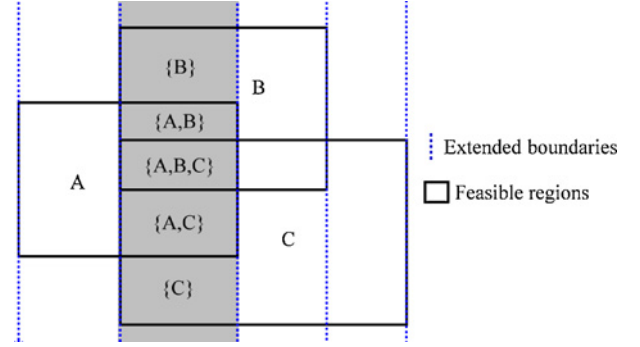 {B}
B
{A,B}
Extended boundaries
{A,B,C}
A
Feasible regions
{A,C}
C
{C}